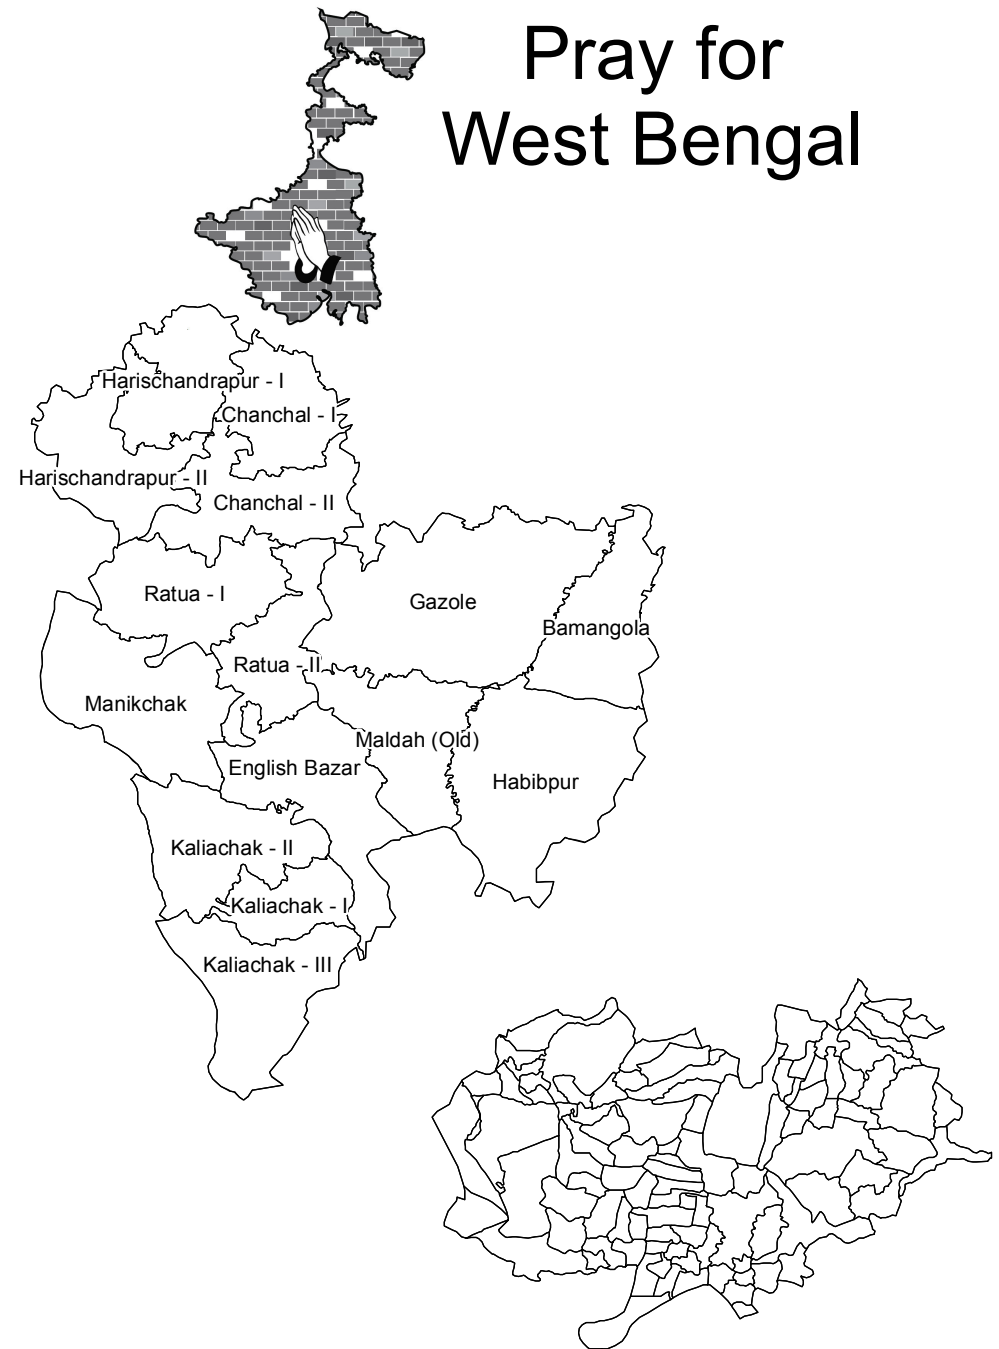 Pray for
West Bengal
Harischandrapur - I
Chanchal - I
Harischandrapur - II
Chanchal - II
Ratua - I
Gazole
Bamangola
Ratua - II
Manikchak
Maldah (Old)
English Bazar
Habibpur
Kaliachak - II
Kaliachak - I
Kaliachak - III